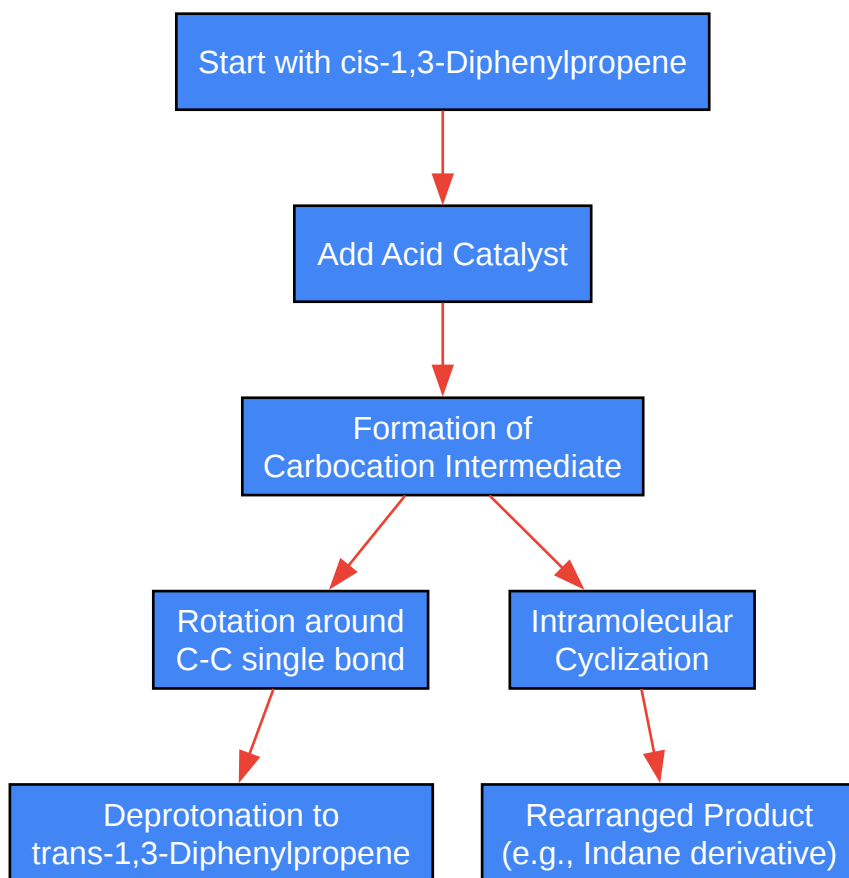 Start with cis-1,3-Diphenylpropene
Add Acid Catalyst
Formation of
Carbocation Intermediate
Rotation around
C-C single bond
Intramolecular
Cyclization
Deprotonation to
trans-1,3-Diphenylpropene
Rearranged Product
(e.g., Indane derivative)